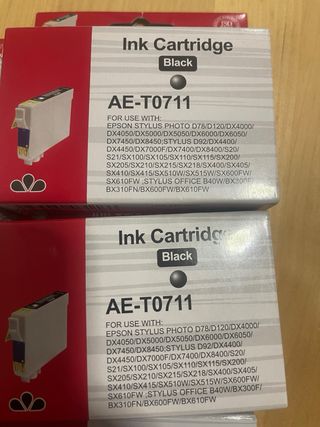 ISO
Ink Cartridge
Black
AE-T0711
FOR USE WITH:
EPSON STYLUS PHOTO D78/D120/DX4000/
DX4050/DX5000/DX5050/DX6000/DX6050/
DX7450/DX8450;STYLUS D92/DX4400/
DX4450/DX7000F/DX7400/DX8400/S20/
S21/SX100/SX105/SX110/SX115/SX200/
SX205/SX210/SX215/SX218/SX400/SX405/
SX410/SX415/SX510W/SX515W/SX600FW/
SX610FW ;STYLUS OFFICE B40W/BX300F/
BX310FN/BX600FW/BX610FW
Ink Cartridge
Black
AE-T0711
FOR USE WITH:
EPSON STYLUS PHOTO D78/D120/DX4000/
DX4050/DX5000/DX5050/DX6000/DX6050/
DX7450/DX8450;STYLUS D92/DX4400/
DX4450/DX7000F/DX7400/DX8400/S20/
S21/SX100/SX105/SX110/SX115/SX200/
SX205/SX210/SX215/SX218/SX400/SX405/
SX410/SX415/SX510W/SX515W/SX600FW/
SX610FW ;STYLUS OFFICE B40W/BX300F/
BX310FN/BX600FW/BX610FW